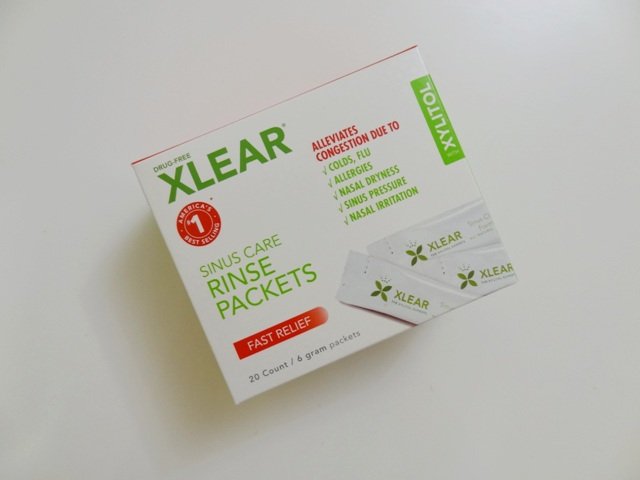 DRUG-FREE
XLEAR®
AMERICA'S
#1
BEST SELLING
SINUS CARE
RINSE
PACKETS
FAST RELIEF
20 Count / 6 gram packets
ALLEVIATES
CONGESTION DUE TO
√ COLDS, FLU
√ ALLERGIES
√ NASAL DRYNESS
√ SINUS PRESSURE
√ NASAL IRRITATION
XYLITOL
XLEAR
XLEAR
XLEAR